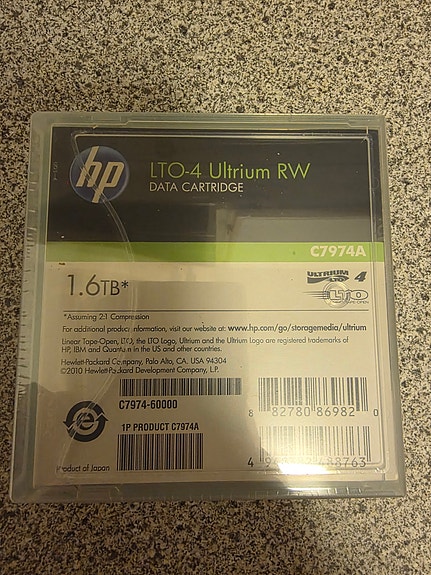 hp
LTO-4 Ultrium RW
DATA CARTRIDGE
C7974A
1.6TB*
ULTRIUM 4
LTO
*Assuming 2:1 Compression
For additional product information, visit our website at: www.hp.com/go/storagemedia/ultrium
Linear Tape-Open, LTO, the LTO Logo, Ultrium and the Ultrium Logo are registered trademarks of
HP, IBM and Quantum in the US and other countries.
Hewlett-Packard Company, Palo Alto, CA. USA 94304
©2010 Hewlett-Packard Development Company, L.P.
C7974-60000
8 82780 86982 0
1P PRODUCT C7974A
Product of Japan